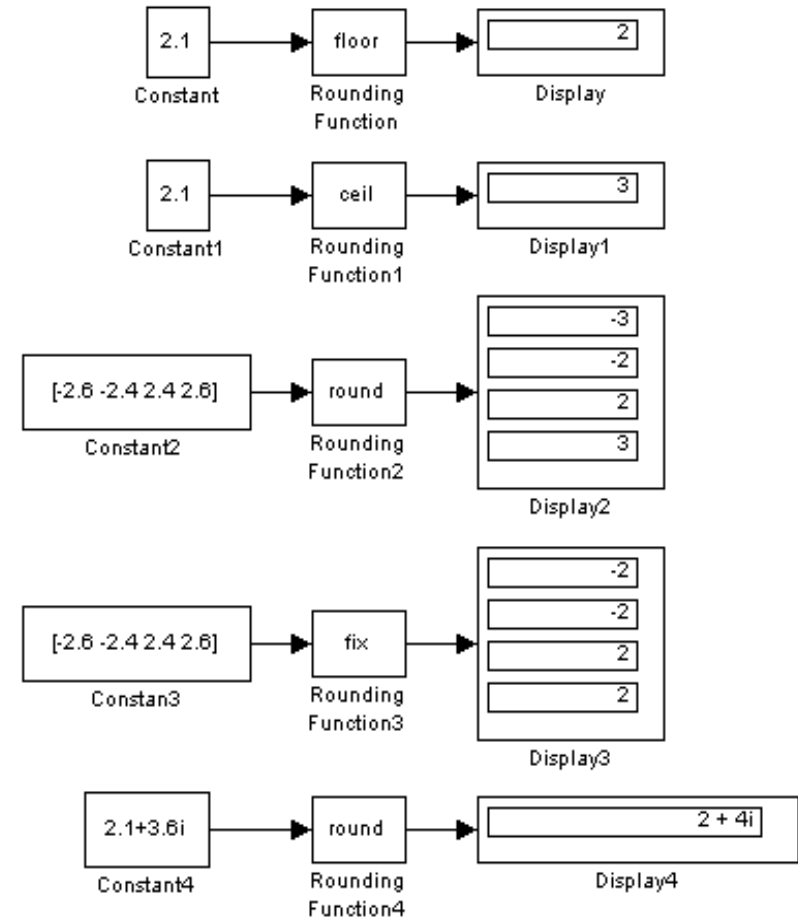 2.1
floor
2
Constant
Rounding
Function
Display
2.1
ceil
3
Constant1
Rounding
Function1
Display1
[-2.6 -2.4 2.4 2.6]
round
-3
-2
2
3
Constant2
Rounding
Function2
Display2
[-2.6 -2.4 2.4 2.6]
fix
-2
-2
2
2
Constan3
Rounding
Function3
Display3
2.1+3.6i
round
2 + 4i
Constant4
Rounding
Function4
Display4